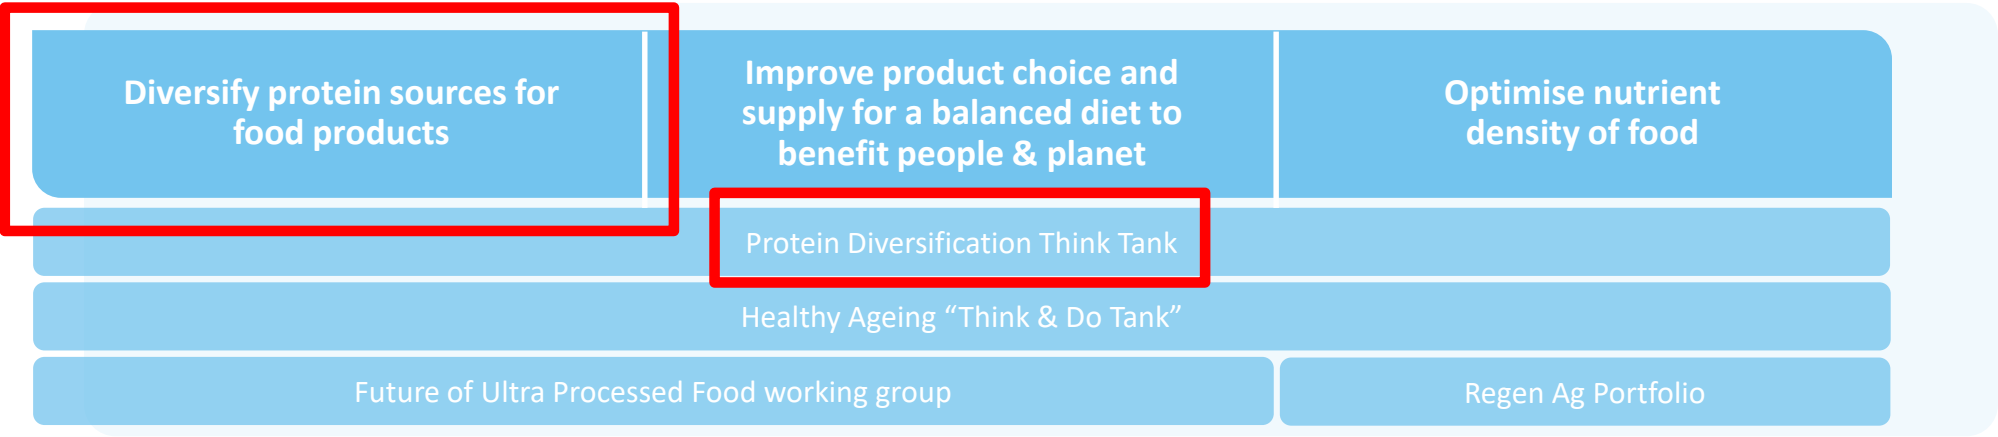 Diversify protein sources for
food products
Improve product choice and
supply for a balanced diet to
benefit people & planet
Optimise nutrient
density of food
Protein Diversification Think Tank
Healthy Ageing “Think & Do Tank”
Future of Ultra Processed Food working group
Regen Ag Portfolio